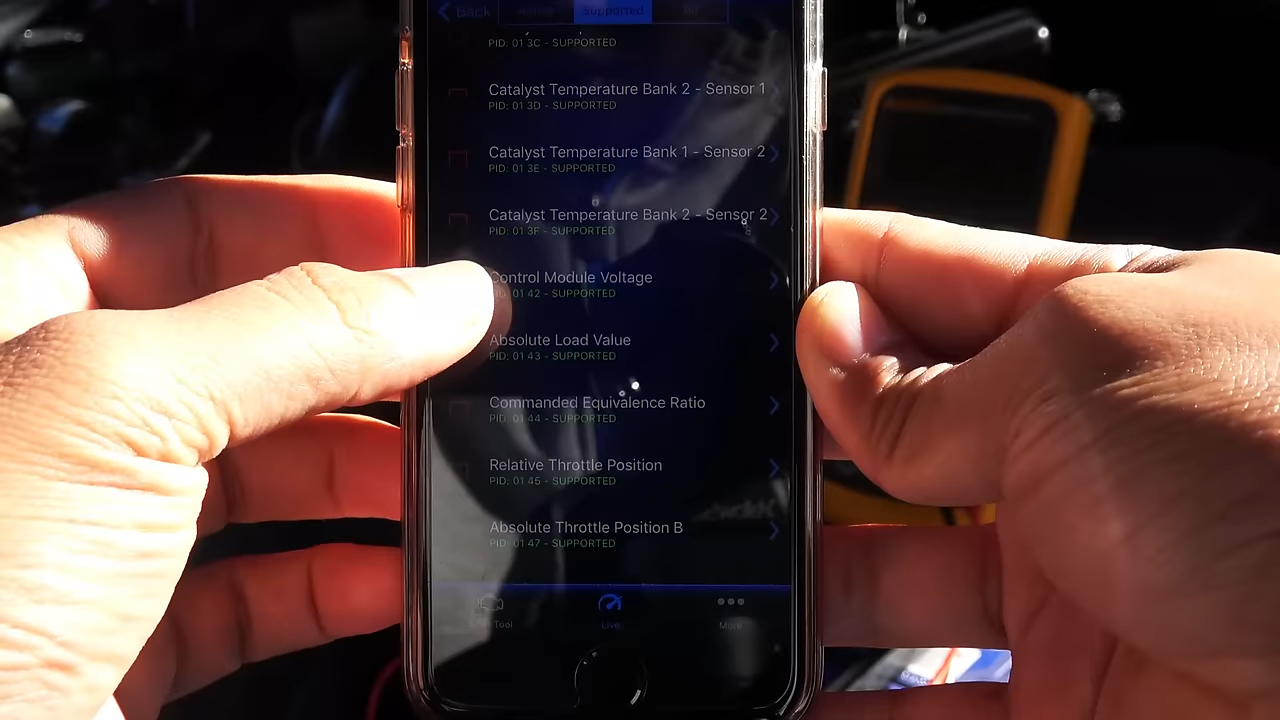 Back Supported All
PID: 01 3C - SUPPORTED
Catalyst Temperature Bank 2 - Sensor 1
PID: 01 3D - SUPPORTED
Catalyst Temperature Bank 1 - Sensor 2
PID: 01 3E - SUPPORTED
Catalyst Temperature Bank 2 - Sensor 2
PID: 01 3F - SUPPORTED
Control Module Voltage
01 42 - SUPPORTED
Absolute Load Value
PID: 01 43 - SUPPORTED
Commanded Equivalence Ratio
PID: 01 44 - SUPPORTED
Relative Throttle Position
PID: 01 45 - SUPPORTED
Absolute Throttle Position B
PID: 01 47 - SUPPORTED
Tool Live More